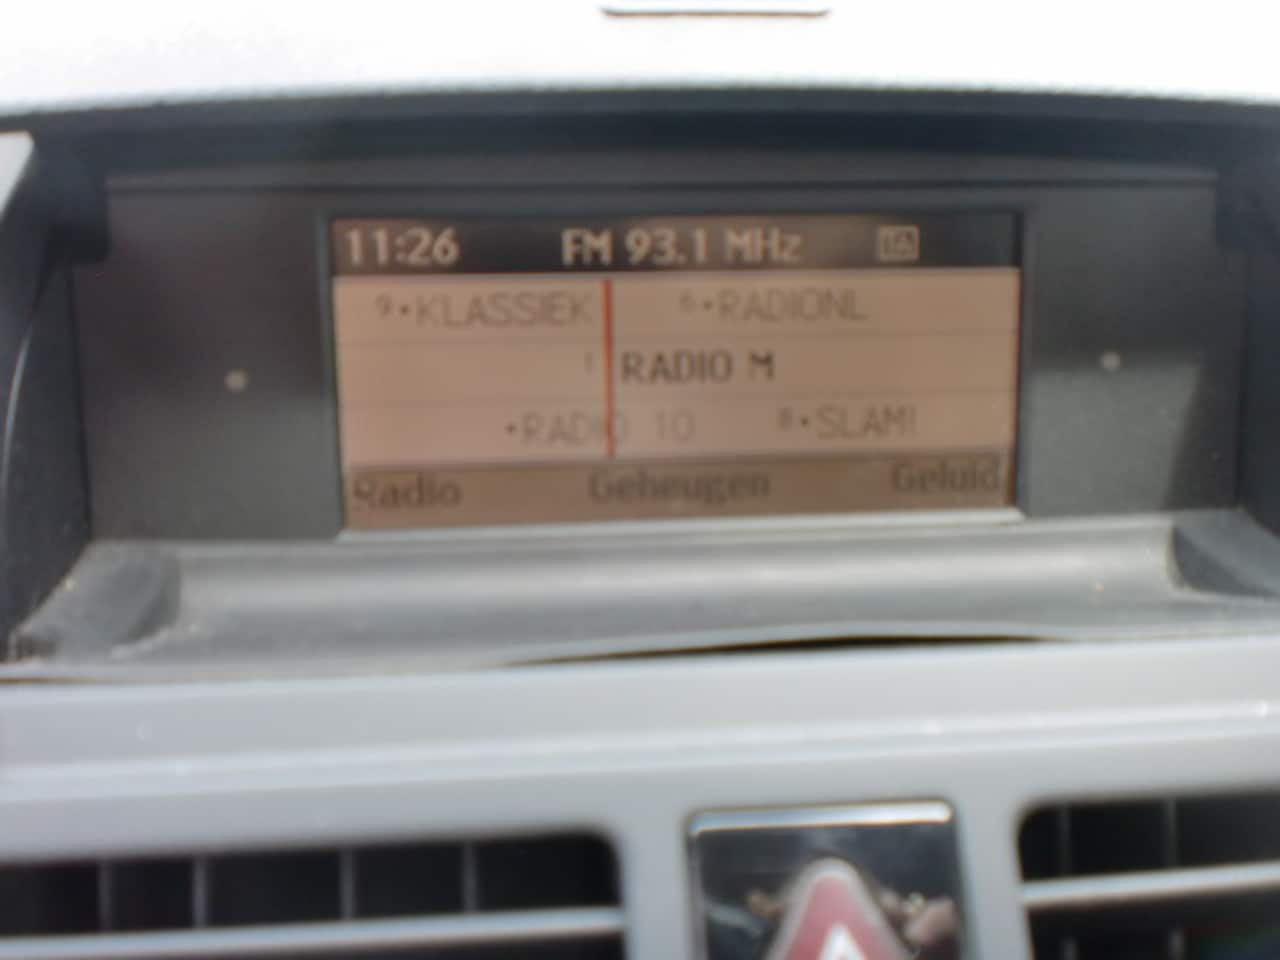 11:26 FM 93.1 MHz
9•KLASSIEK 6•RADIONL
RADIO M
•RADIO 10 8•SLAM!
Radio Geheugen Geluid